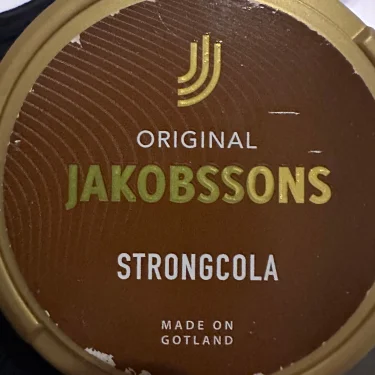 ORIGINAL
JAKOBSSONS
STRONGCOLA
MADE ON
GOTLAND